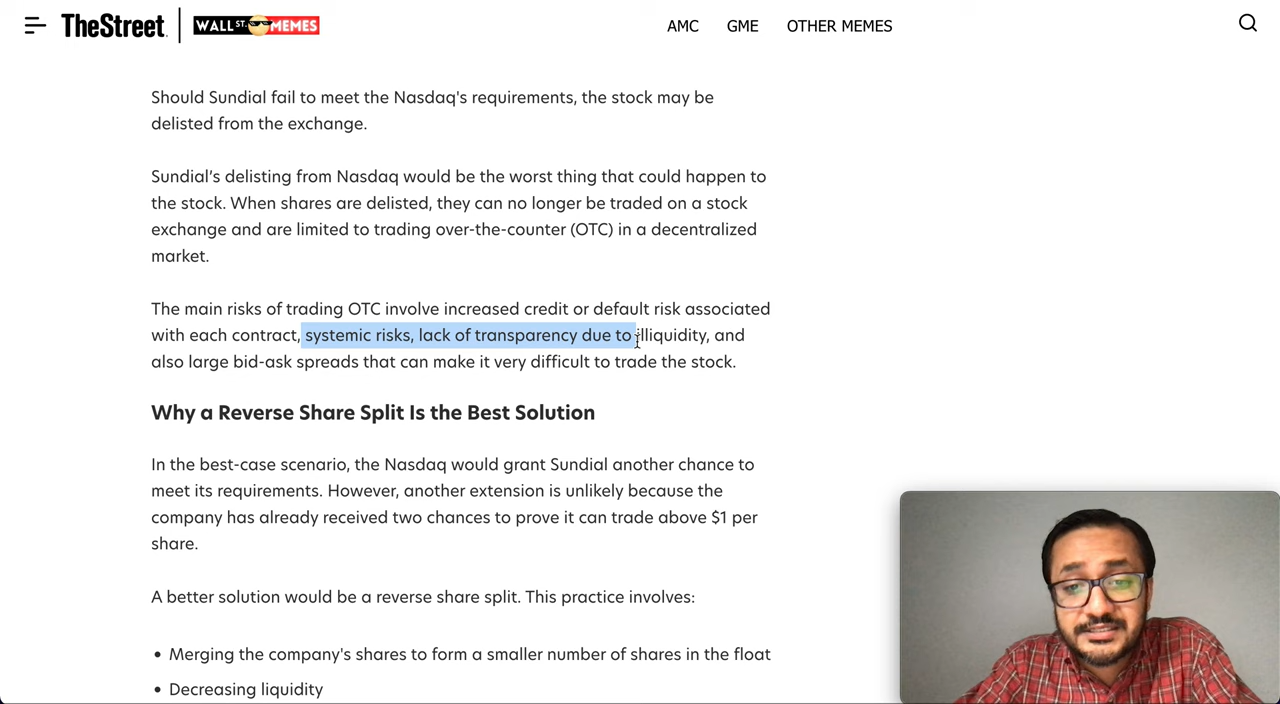 TheStreet
WALL ST. MEMES
AMC GME OTHER MEMES
Should Sundial fail to meet the Nasdaq's requirements, the stock may be
delisted from the exchange.
Sundial’s delisting from Nasdaq would be the worst thing that could happen to
the stock. When shares are delisted, they can no longer be traded on a stock
exchange and are limited to trading over-the-counter (OTC) in a decentralized
market.
The main risks of trading OTC involve increased credit or default risk associated
with each contract, systemic risks, lack of transparency due to illiquidity, and
also large bid-ask spreads that can make it very difficult to trade the stock.
Why a Reverse Share Split Is the Best Solution
In the best-case scenario, the Nasdaq would grant Sundial another chance to
meet its requirements. However, another extension is unlikely because the
company has already received two chances to prove it can trade above $1 per
share.
A better solution would be a reverse share split. This practice involves:
• Merging the company's shares to form a smaller number of shares in the float
• Decreasing liquidity